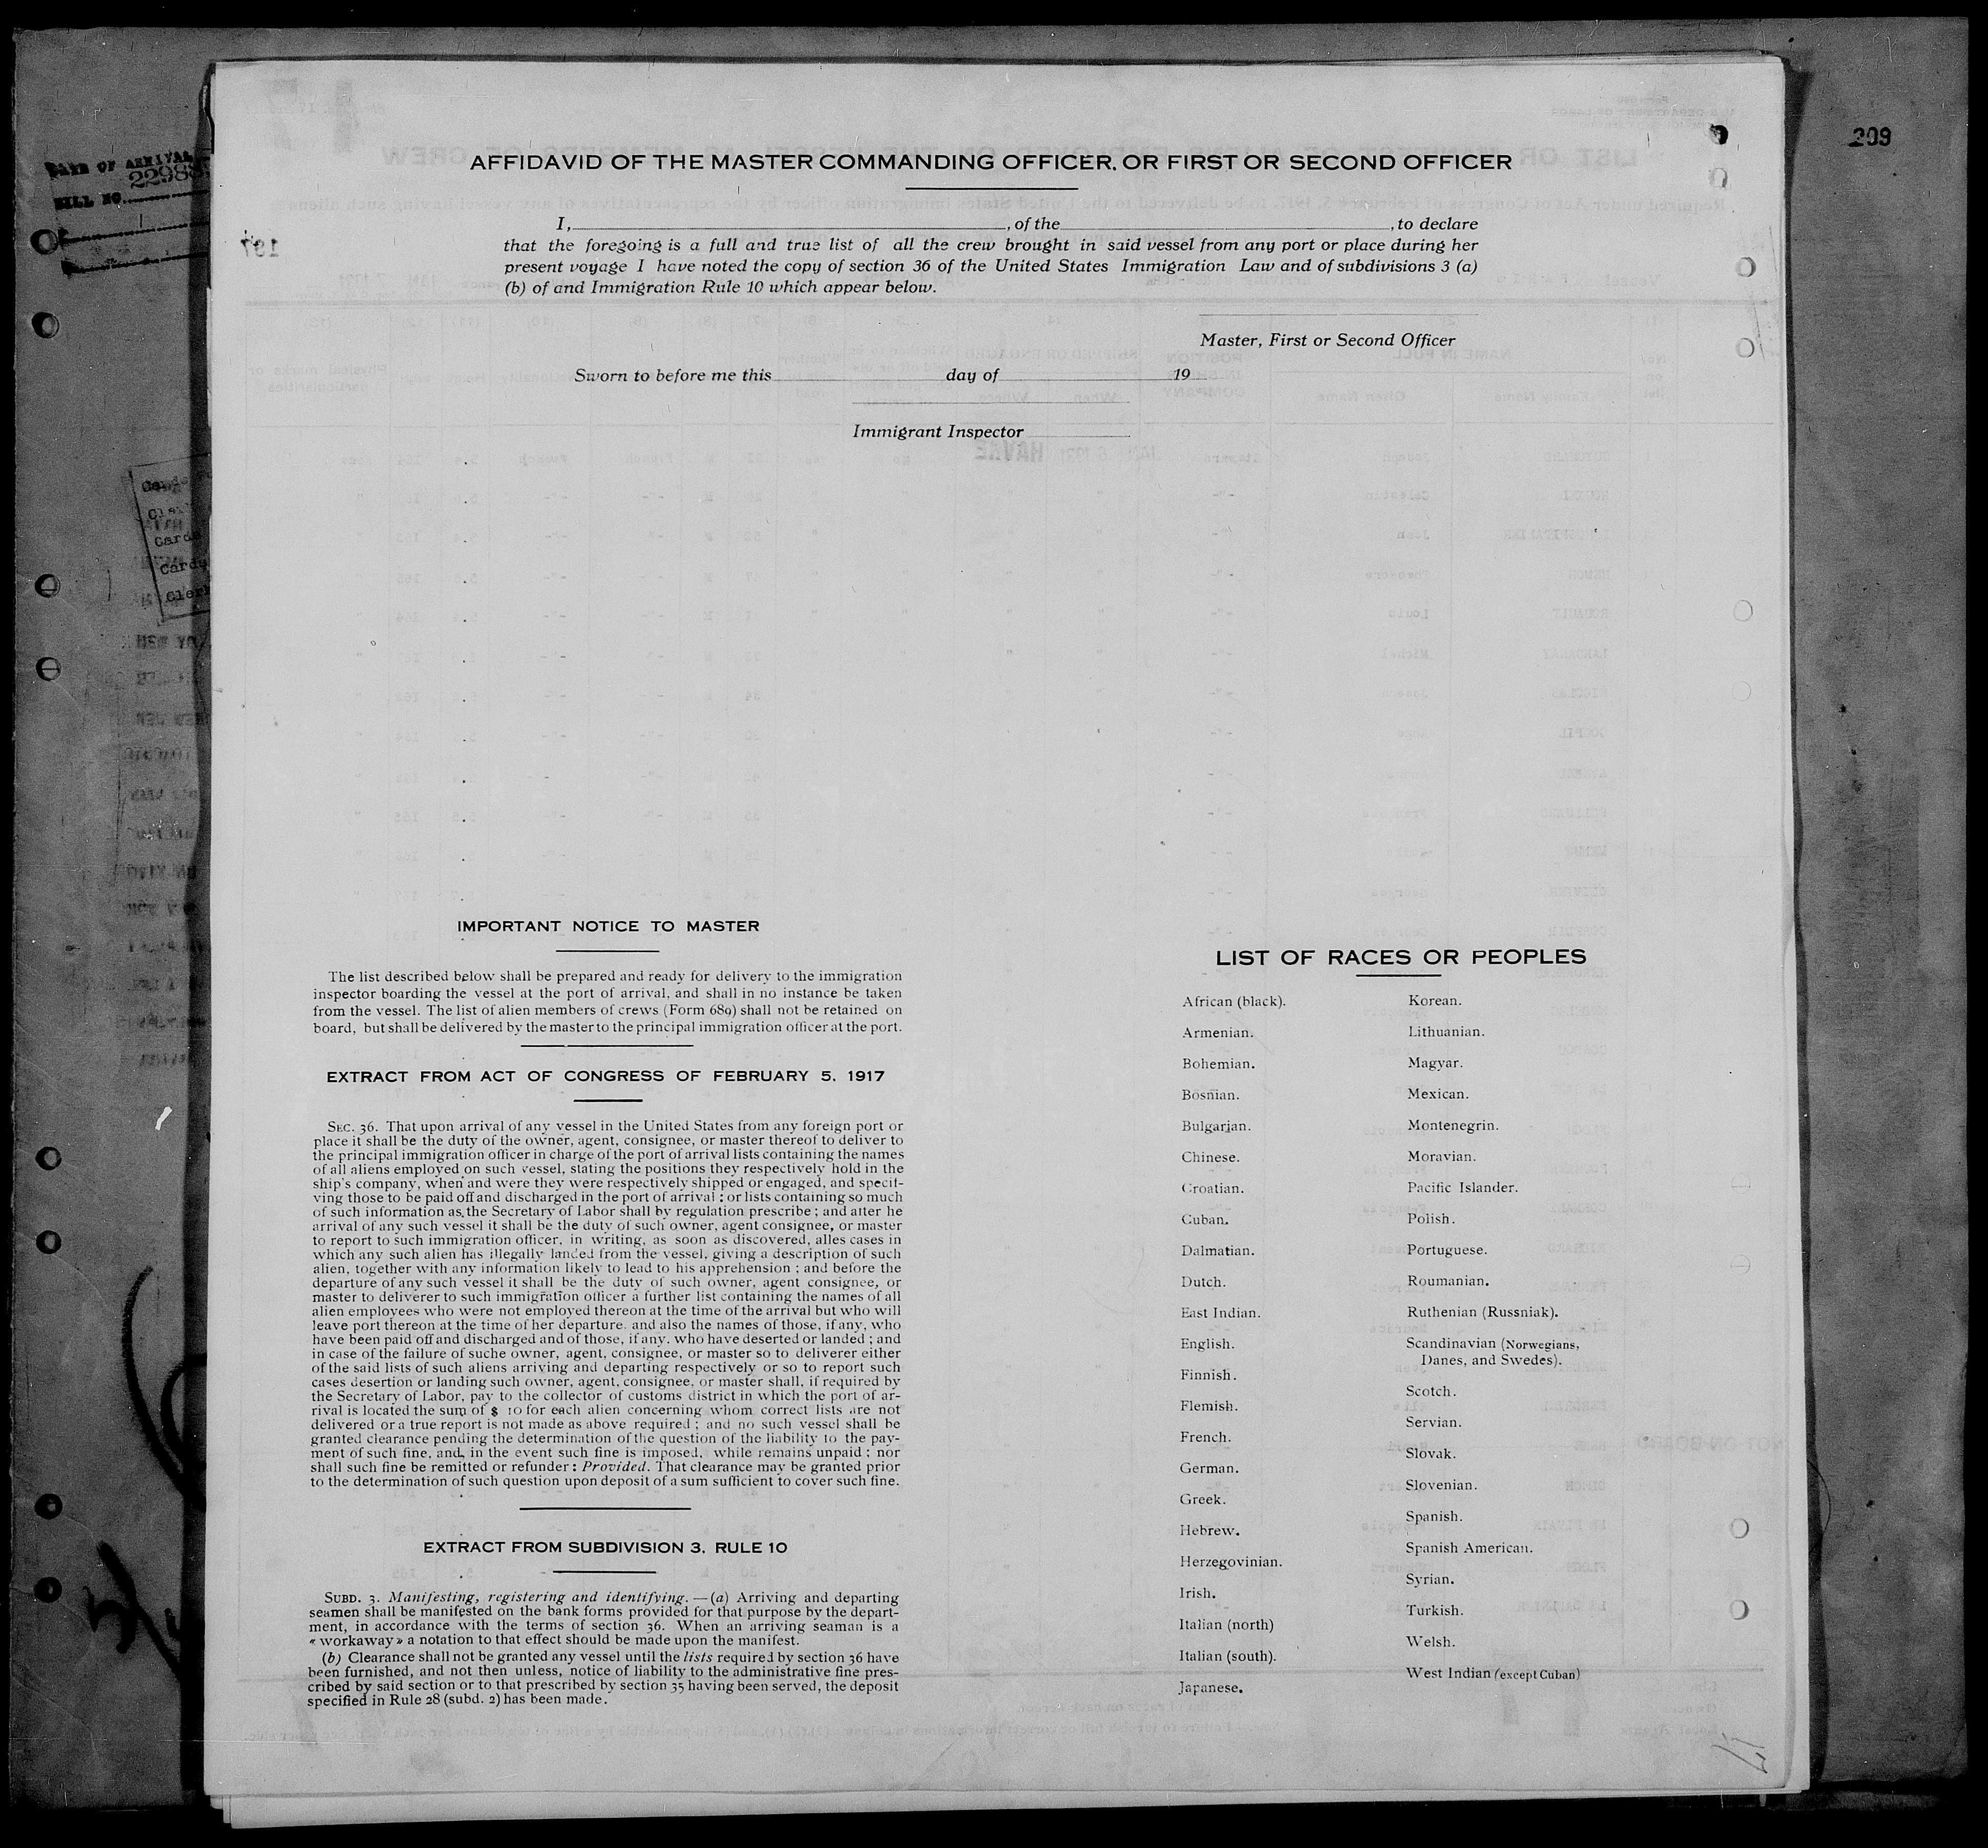 209
AFFIDAVID OF THE MASTER COMMANDING OFFICER. OR FIRST OR SECOND OFFICER
I, , of the , to declare
that the foregoing is a full and true list of all the crew brought in said vessel from any port or place during her
present voyage I have noted the copy of section 36 of the United States Immigration Law and of subdivisions 3 (a)
(b) of and Immigration Rule 10 which appear below.
Master, First or Second Officer
Sworn to before me this day of 19
Immigrant Inspector
IMPORTANT NOTICE TO MASTER
The list described below shall be prepared and ready for delivery to the immigration
inspector boarding the vessel at the port of arrival, and shall in no instance be taken
from the vessel. The list of alien members of crews (Form 689) shall not be retained on
board, but shall be delivered by the master to the principal immigration officer at the port.
EXTRACT FROM ACT OF CONGRESS OF FEBRUARY 5. 1917
SEC. 36. That upon arrival of any vessel in the United States from any foreign port or
place it shall be the duty of the owner, agent, consignee, or master thereof to deliver to
the principal immigration officer in charge of the port of arrival lists containing the names
of all aliens employed on such vessel, stating the positions they respectively hold in the
ship's company, when and were they were respectively shipped or engaged, and specit-
ving those to be paid off and discharged in the port of arrival ; or lists containing so much
of such information as the Secretary of Labor shall by regulation prescribe ; and atter he
arrival of any such vessel it shall be the duty of such owner, agent consignee, or master
to report to such immigration officer, in writing, as soon as discovered, alles cases in
which any such alien has illegally landed from the vessel, giving a description of such
alien, together with any information likely to lead to his apprehension ; and before the
departure of any such vessel it shall be the duty of such owner, agent consignee, or
master to deliverer to such immigration officer a further list containing the names of all
alien employees who were not employed thereon at the time of the arrival but who will
leave port thereon at the time of her departure. and also the names of those, if any, who
have been paid off and discharged and of those, if any. who have deserted or landed ; and
in case of the failure of suche owner, agent, consignee, or master so to deliverer either
of the said lists of such aliens arriving and departing respectively or so to report such
cases desertion or landing such owner, agent, consignee, or master shall, if required by
the Secretary of Labor, pay to the collector of customs district in which the port of ar-
rival is located the sum of $ 10 for each alien concerning whom correct lists are not
delivered or a true report is not made as above required ; and no such vessel shall be
granted clearance pending the determination of the question of the liability to the pay-
ment of such fine, and, in the event such fine is imposed, while remains unpaid ; nor
shall such fine be remitted or refunder : Provided. That clearance may be granted prior
to the determination of such question upon deposit of a sum sufficient to cover such fine.
EXTRACT FROM SUBDIVISION 3. RULE 10
SUBD. 3. Manifesting, registering and identifying. — (a) Arriving and departing
seamen shall be manifested on the bank forms provided for that purpose by the depart-
ment, in accordance with the terms of section 36. When an arriving seaman is a
« workaway » a notation to that effect should be made upon the manifest.
(b) Clearance shall not be granted any vessel until the lists required by section 36 have
been furnished, and not then unless, notice of liability to the administrative fine pres-
cribed by said section or to that prescribed by section 35 having been served, the deposit
specified in Rule 28 (subd. 2) has been made.
LIST OF RACES OR PEOPLES
African (black).
Armenian.
Bohemian.
Bosnian.
Bulgarian.
Chinese.
Croatian.
Cuban.
Dalmatian.
Dutch.
East Indian.
English.
Finnish.
Flemish.
French.
German.
Greek.
Hebrew.
Herzegovinian.
Irish.
Italian (north)
Italian (south).
Japanese.
Korean.
Lithuanian.
Magyar.
Mexican.
Montenegrin.
Moravian.
Pacific Islander.
Polish.
Portuguese.
Roumanian.
Ruthenian (Russniak).
Scandinavian (Norwegians,
Danes, and Swedes).
Scotch.
Servian.
Slovak.
Slovenian.
Spanish.
Spanish American.
Syrian.
Turkish.
Welsh.
West Indian (except Cuban)